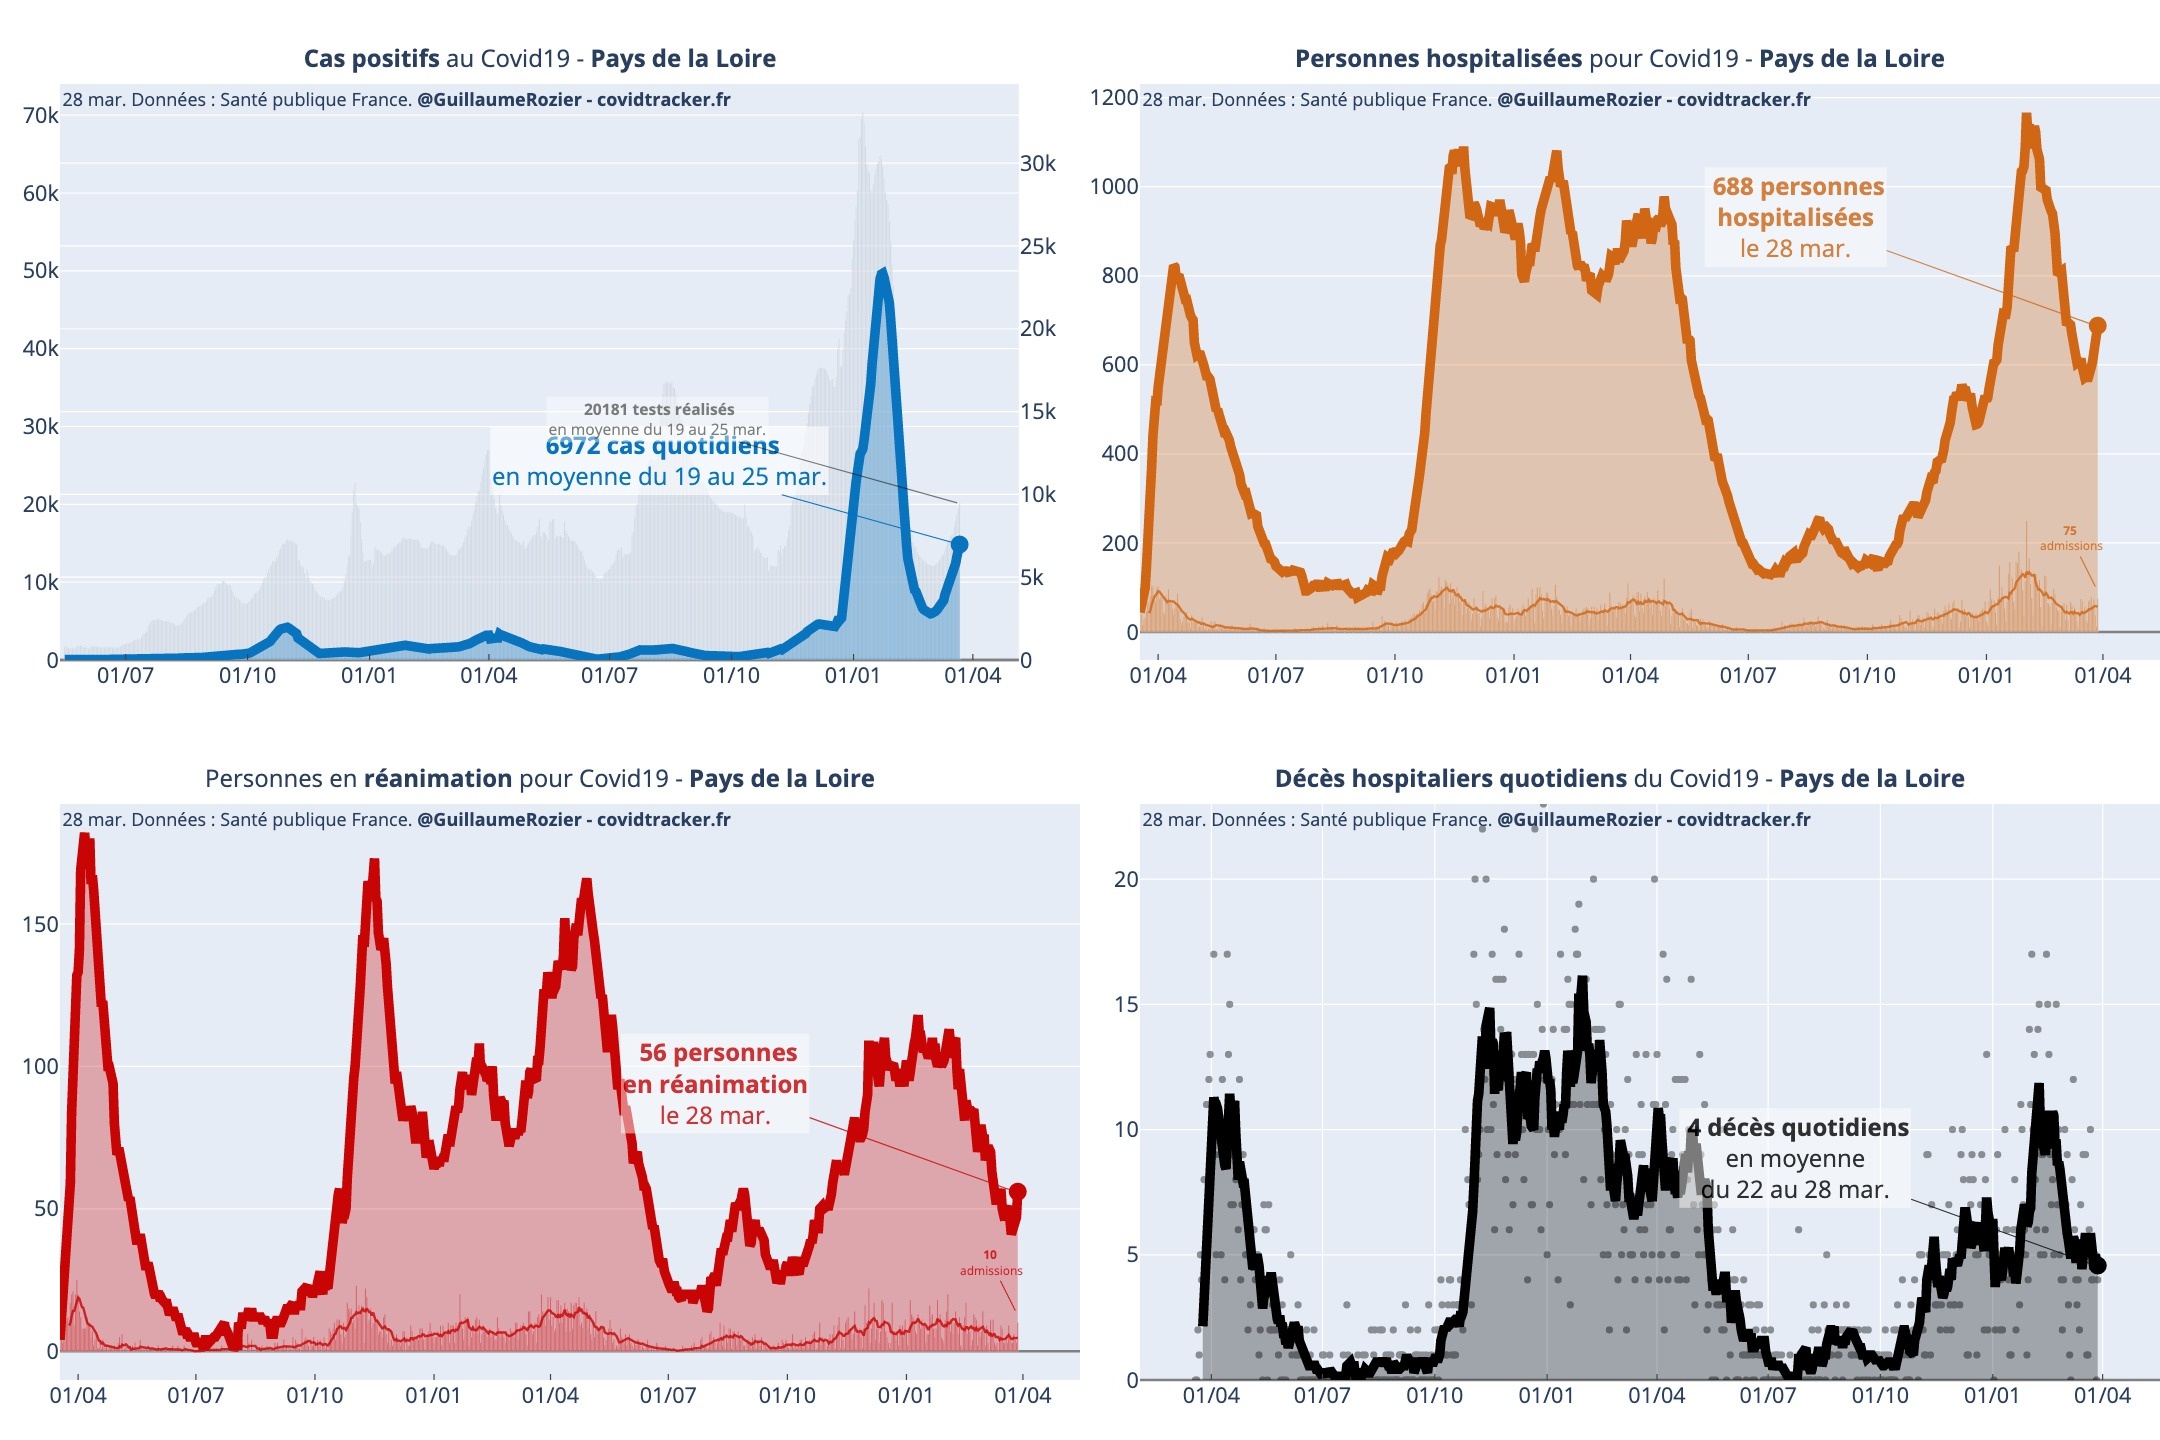 Cas positifs au Covid19 - Pays de la Loire
28 mar. Données : Santé publique France. @GuillaumeRozier - covidtracker.fr
70k
60k
50k
40k
30k
20k
10k
0
30k
25k
20k
15k
10k
5k
0
20181 tests réalisés
en moyenne du 19 au 25 mar.
6972 cas quotidiens
en moyenne du 19 au 25 mar.
01/07 01/10 01/01 01/04 01/07 01/10 01/01 01/04
Personnes hospitalisées pour Covid19 - Pays de la Loire
28 mar. Données : Santé publique France. @GuillaumeRozier - covidtracker.fr
1200
1000
800
600
400
200
0
688 personnes
hospitalisées
le 28 mar.
75
admissions
01/04 01/07 01/10 01/01 01/04 01/07 01/10 01/01 01/04
Personnes en réanimation pour Covid19 - Pays de la Loire
28 mar. Données : Santé publique France. @GuillaumeRozier - covidtracker.fr
150
100
50
0
56 personnes
en réanimation
le 28 mar.
10
admissions
01/04 01/07 01/10 01/01 01/04 01/07 01/10 01/01 01/04
Décès hospitaliers quotidiens du Covid19 - Pays de la Loire
28 mar. Données : Santé publique France. @GuillaumeRozier - covidtracker.fr
20
15
10
5
0
4 décès quotidiens
en moyenne
du 22 au 28 mar.
01/04 01/07 01/10 01/01 01/04 01/07 01/10 01/01 01/04